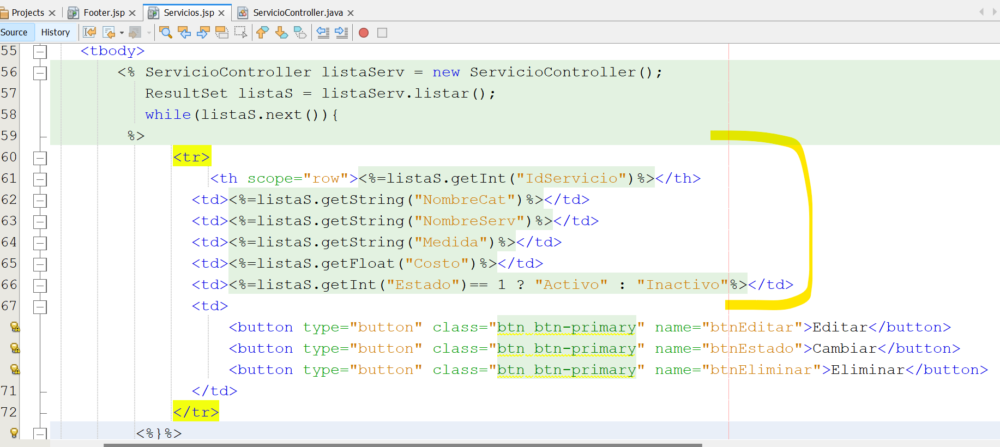 Projects Footer.jsp Servicios.jsp ServicioController.java
Source History
55 <tbody>
56 <% ServicioController listaServ = new ServicioController();
57 ResultSet listaS = listaServ.listar();
58 while(listaS.next()){
59 %>
60 <tr>
61 <th scope="row"><%=listaS.getInt("IdServicio")%></th>
62 <td><%=listaS.getString("NombreCat")%></td>
63 <td><%=listaS.getString("NombreServ")%></td>
64 <td><%=listaS.getString("Medida")%></td>
65 <td><%=listaS.getFloat("Costo")%></td>
66 <td><%=listaS.getInt("Estado")== 1 ? "Activo" : "Inactivo"%></td>
67 <td>
<button type="button" class="btn btn-primary" name="btnEditar">Editar</button>
<button type="button" class="btn btn-primary" name="btnEstado">Cambiar</button>
<button type="button" class="btn btn-primary" name="btnEliminar">Eliminar</button>
71 </td>
72 </tr>
<%}%>